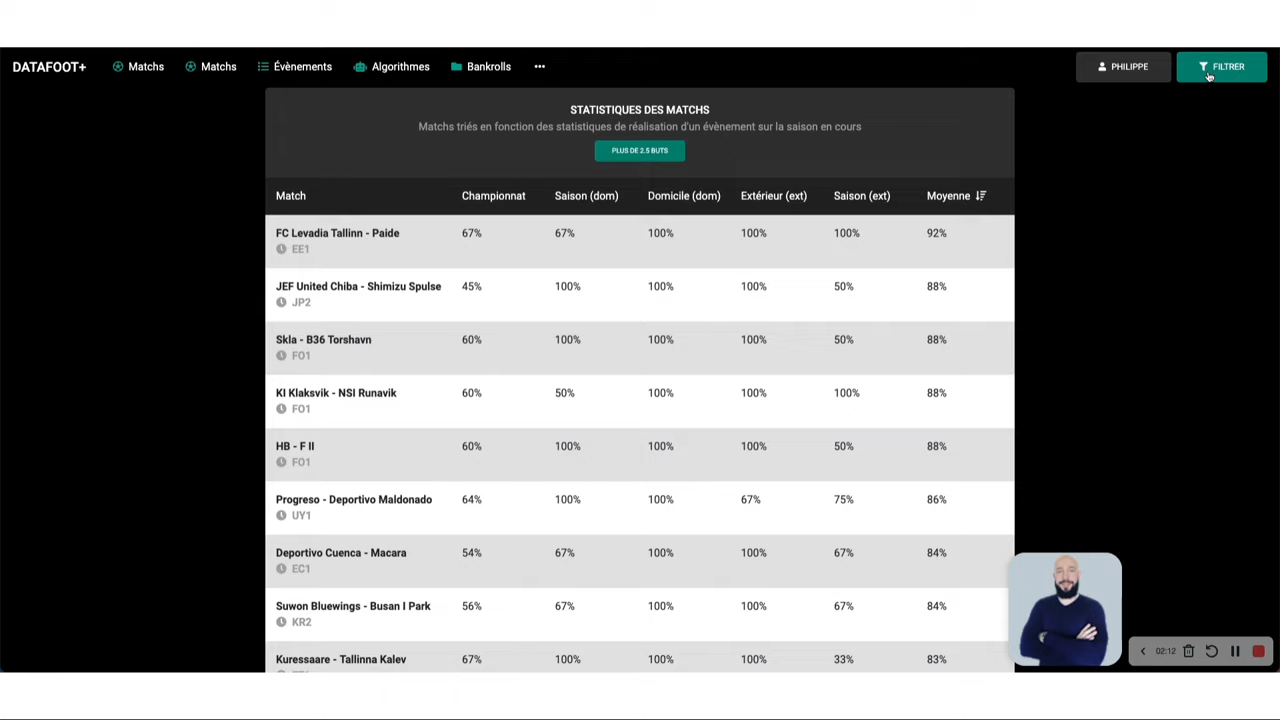 DATAFOOT+ Matchs Matchs Évènements Algorithmes Bankrolls ••• PHILIPPE FILTRER
STATISTIQUES DES MATCHS
Matchs triés en fonction des statistiques de réalisation d'un évènement sur la saison en cours
PLUS DE 2.5 BUTS
Match Championnat Saison (dom) Domicile (dom) Extérieur (ext) Saison (ext) Moyenne
FC Levadia Tallinn - Paide 67% 67% 100% 100% 100% 92%
EE1
JEF United Chiba - Shimizu Spulse 45% 100% 100% 100% 50% 88%
JP2
Skla - B36 Torshavn 60% 100% 100% 100% 50% 88%
FO1
KI Klaksvik - NSI Runavik 60% 50% 100% 100% 100% 88%
FO1
HB - F II 60% 100% 100% 100% 50% 88%
FO1
Progreso - Deportivo Maldonado 64% 100% 100% 67% 75% 86%
UY1
Deportivo Cuenca - Macara 54% 67% 100% 100% 67% 84%
EC1
Suwon Bluewings - Busan I Park 56% 67% 100% 100% 67% 84%
KR2
Kuressaare - Tallinna Kalev 67% 100% 100% 100% 33% 83%
02:12